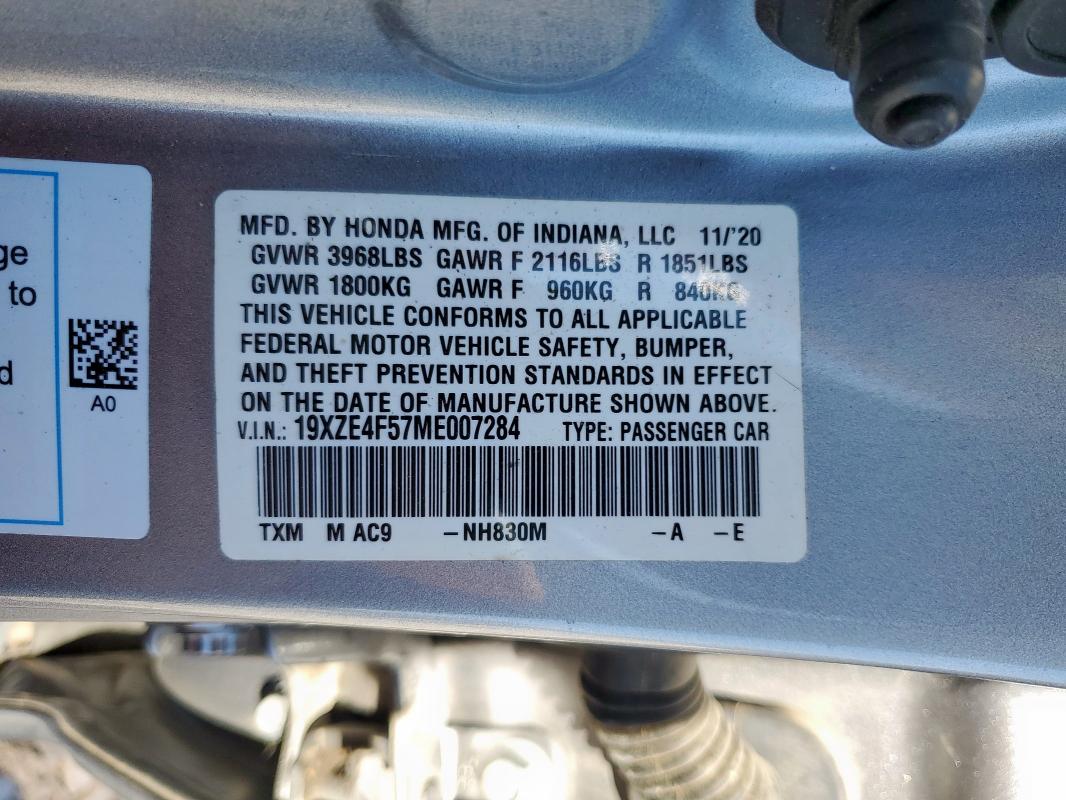 ge
to
d
A0
MFD. BY HONDA MFG. OF INDIANA, LLC 11/'20
GVWR 3968LBS GAWR F 2116LBS R 1851LBS
GVWR 1800KG GAWR F 960KG R 840KG
THIS VEHICLE CONFORMS TO ALL APPLICABLE
FEDERAL MOTOR VEHICLE SAFETY, BUMPER,
AND THEFT PREVENTION STANDARDS IN EFFECT
ON THE DATE OF MANUFACTURE SHOWN ABOVE.
V.I.N.: 19XZE4F57ME007284 TYPE: PASSENGER CAR
TXM M AC9 -NH830M -A -E